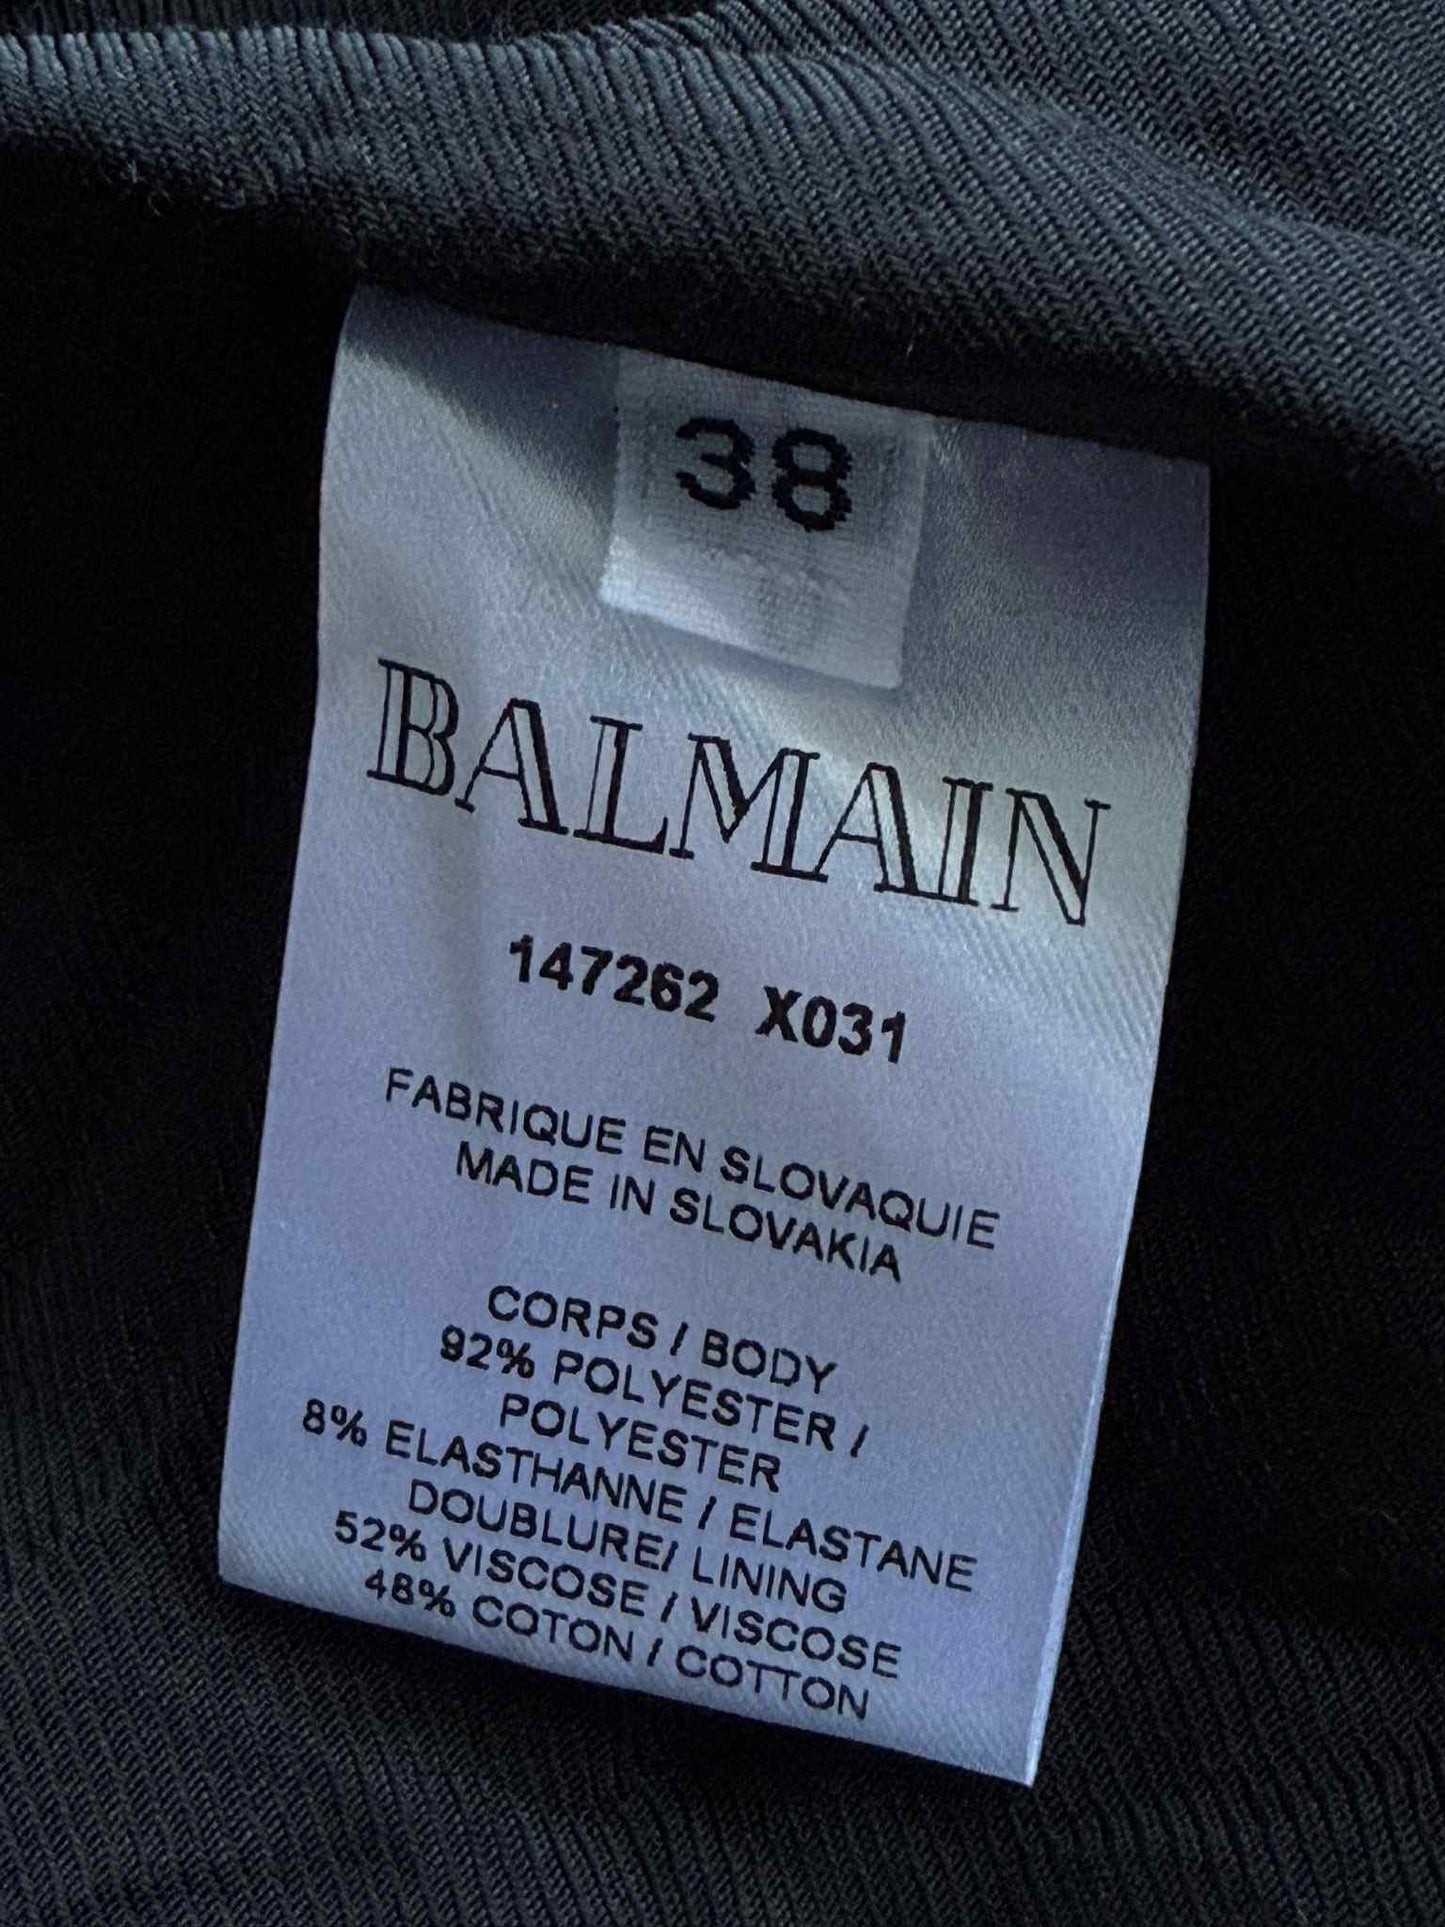 38
BALMAIN
147262 X031
FABRIQUE EN SLOVAQUIE
MADE IN SLOVAKIA
CORPS / BODY
92% POLYESTER /
POLYESTER
8% ELASTHANNE / ELASTANE
DOUBLURE/ LINING
52% VISCOSE / VISCOSE
48% COTON / COTTON